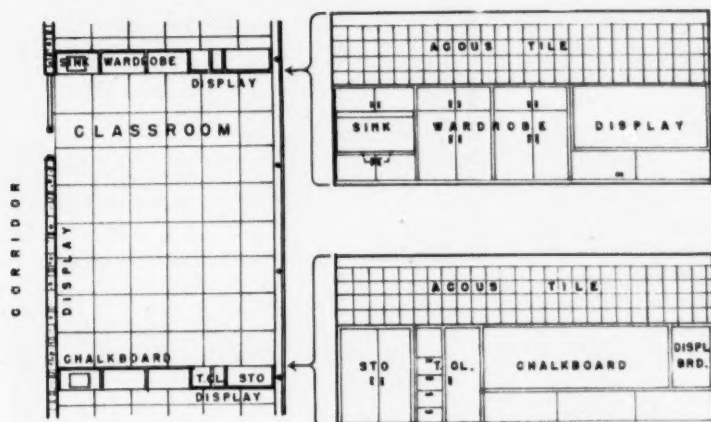 SINK WARDROBE
DISPLAY
CLASSROOM
CORRIDOR
DISPLAY
CHALKBOARD
T.CL. STO
DISPLAY
ACOUS TILE
SINK WARDROBE DISPLAY
ACOUS TILE
STO T.CL. CHALKBOARD DISPL.
BRD.